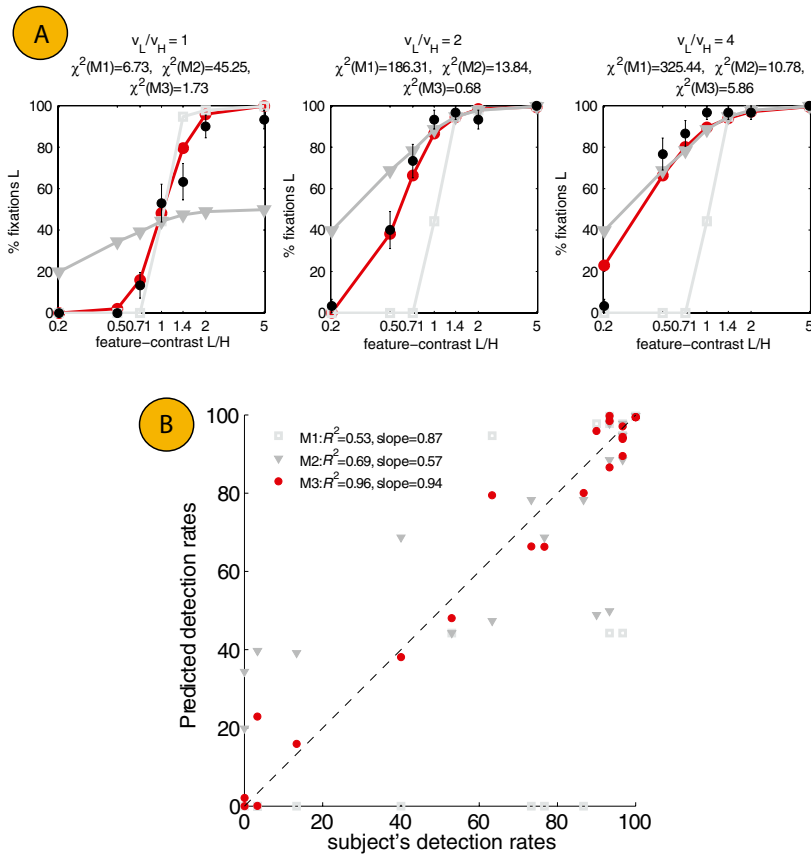 A
v_L/v_H = 1
χ²(M1)=6.73, χ²(M2)=45.25,
χ²(M3)=1.73
100
80
60
40
20
0
% fixations L
0.2 0.50.71 1 1.4 2 5
feature−contrast L/H
v_L/v_H = 2
χ²(M1)=186.31, χ²(M2)=13.84,
χ²(M3)=0.68
100
80
60
40
20
0
% fixations L
0.2 0.50.71 1 1.4 2 5
feature−contrast L/H
v_L/v_H = 4
χ²(M1)=325.44, χ²(M2)=10.78,
χ²(M3)=5.86
100
80
60
40
20
0
% fixations L
0.2 0.50.71 1 1.4 2 5
feature−contrast L/H
B
100
80
60
40
20
0
Predicted detection rates
M1:R²=0.53, slope=0.87
M2:R²=0.69, slope=0.57
M3:R²=0.96, slope=0.94
0 20 40 60 80 100
subject's detection rates